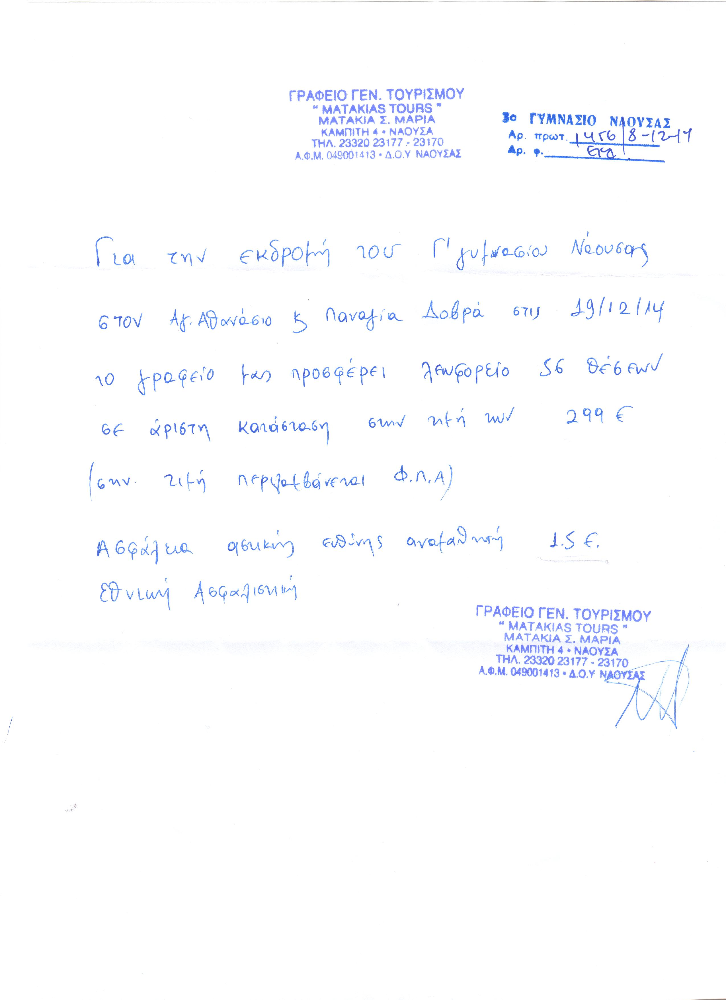 ΓΡΑΦΕΙΟ ΓΕΝ. ΤΟΥΡΙΣΜΟΥ
“ MATAKIAS TOURS ”
ΜΑΤΑΚΙΑ Σ. ΜΑΡΙΑ
ΚΑΜΠΙΤΗ 4 • ΝΑΟΥΣΑ
ΤΗΛ. 23320 23177 - 23170
Α.Φ.Μ. 049001413 • Δ.Ο.Υ ΝΑΟΥΣΑΣ
3ο ΓΥΜΝΑΣΙΟ ΝΑΟΥΣΑΣ
Αρ. πρωτ. 8-12-14
Αρ. φ.
Για την εκδρομή του Γ' γυμνασίου Νάουσας
στον Αγ. Αθανάσιο κ Παναγία Δοβρά στις 19/12/14
το γραφείο μας προσφέρει λεωφορείο 56 θέσεων
σε άριστη κατάσταση στην τιμή των 299 €
(στην τιμή περιλαμβάνεται Φ.Π.Α)
Ασφάλεια αστικής ευθίνης 1.5 €.
Εθνική Ασφαλιστική
ΓΡΑΦΕΙΟ ΓΕΝ. ΤΟΥΡΙΣΜΟΥ
“ MATAKIAS TOURS ”
ΜΑΤΑΚΙΑ Σ. ΜΑΡΙΑ
ΚΑΜΠΙΤΗ 4 • ΝΑΟΥΣΑ
ΤΗΛ. 23320 23177 - 23170
Α.Φ.Μ. 049001413 • Δ.Ο.Υ ΝΑΟΥΣΑΣ